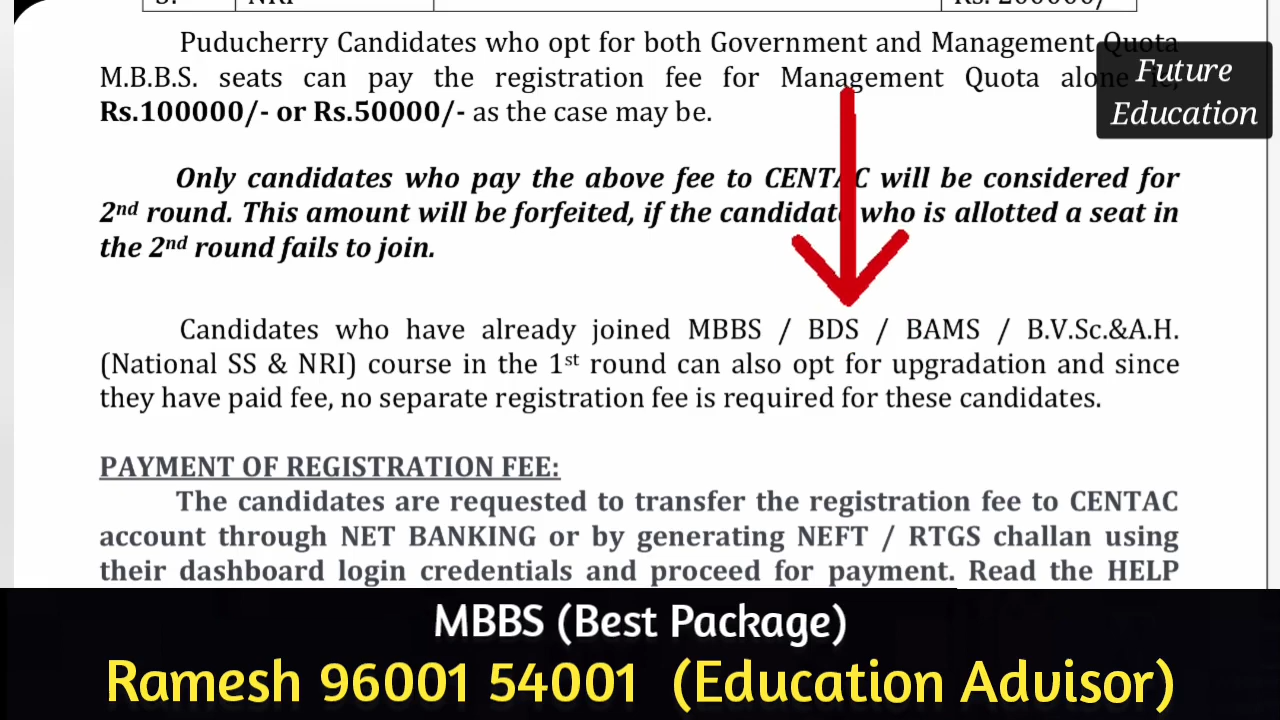 3. NRI Rs. 200000/-
Puducherry Candidates who opt for both Government and Management Quota
M.B.B.S. seats can pay the registration fee for Management Quota alone
Rs.100000/- or Rs.50000/- as the case may be.
Future
Education
Only candidates who pay the above fee to CENTAC will be considered for
2nd round. This amount will be forfeited, if the candidate who is allotted a seat in
the 2nd round fails to join.
Candidates who have already joined MBBS / BDS / BAMS / B.V.Sc.&A.H.
(National SS & NRI) course in the 1st round can also opt for upgradation and since
they have paid fee, no separate registration fee is required for these candidates.
PAYMENT OF REGISTRATION FEE:
The candidates are requested to transfer the registration fee to CENTAC
account through NET BANKING or by generating NEFT / RTGS challan using
their dashboard login credentials and proceed for payment. Read the HELP
MBBS (Best Package)
Ramesh 96001 54001 (Education Advisor)